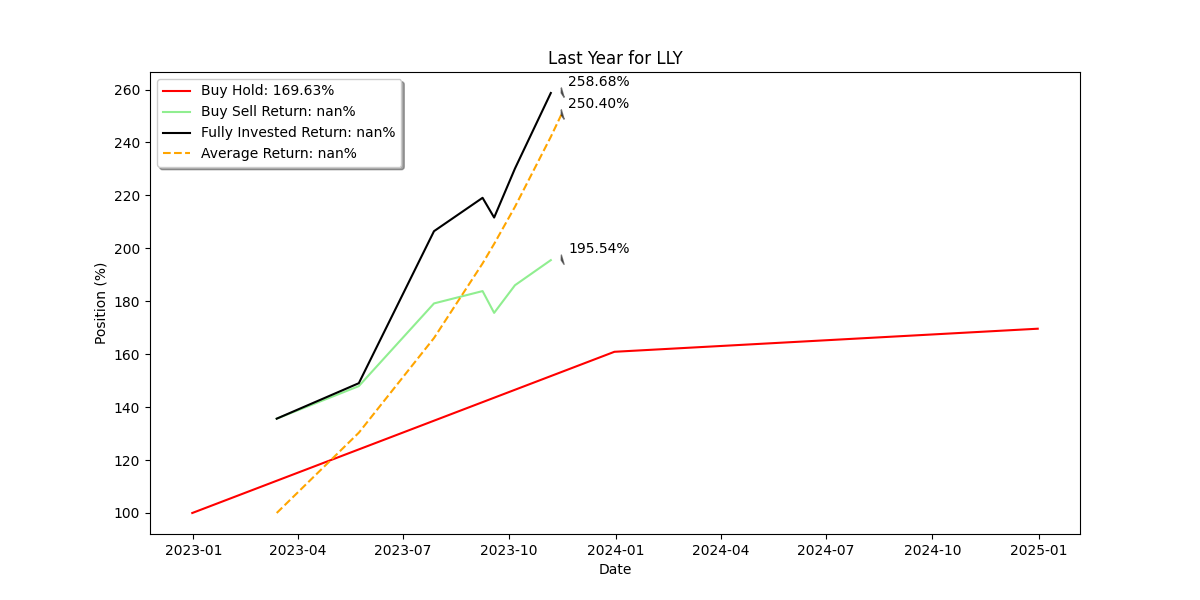 Last Year for LLY
Buy Hold: 169.63%
Buy Sell Return: nan%
Fully Invested Return: nan%
Average Return: nan%
258.68%
250.40%
195.54%
260
240
220
200
180
160
140
120
100
Position (%)
2023-01 2023-04 2023-07 2023-10 2024-01 2024-04 2024-07 2024-10 2025-01
Date